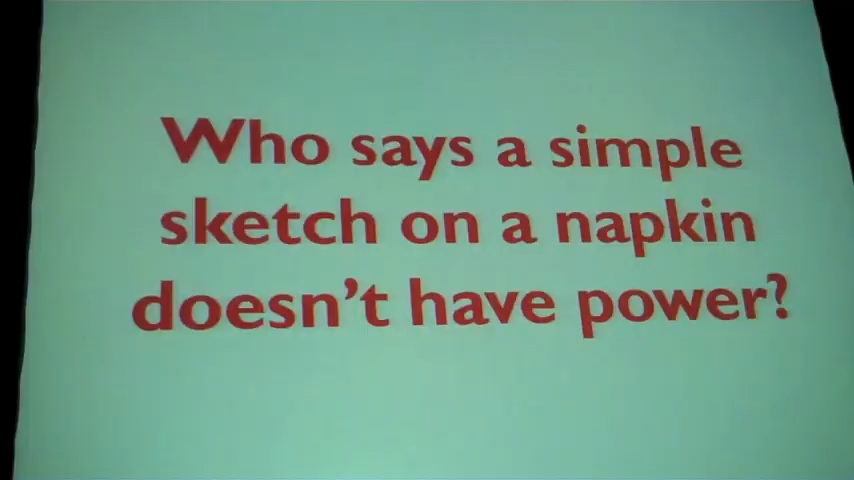 Who says a simple
sketch on a napkin
doesn't have power?